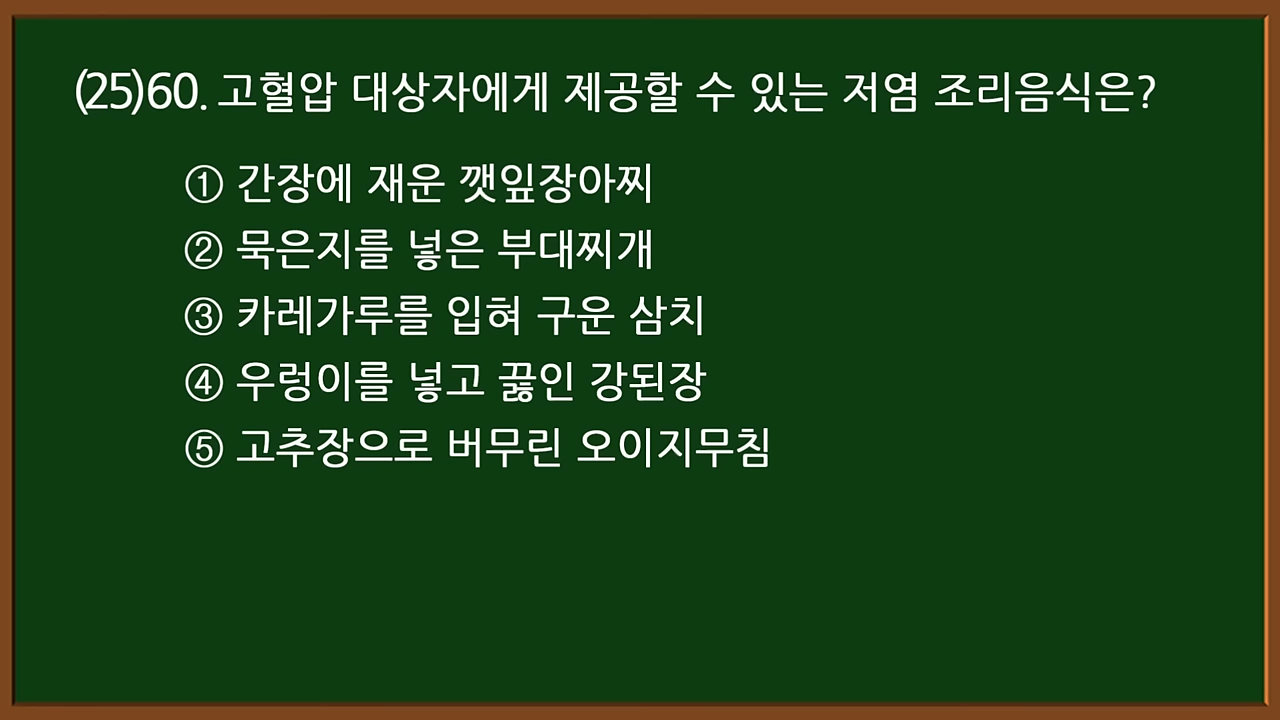 (25)60. 고혈압 대상자에게 제공할 수 있는 저염 조리음식은?
① 간장에 재운 깻잎장아찌
② 묵은지를 넣은 부대찌개
③ 카레가루를 입혀 구운 삼치
④ 우렁이를 넣고 끓인 강된장
⑤ 고추장으로 버무린 오이지무침